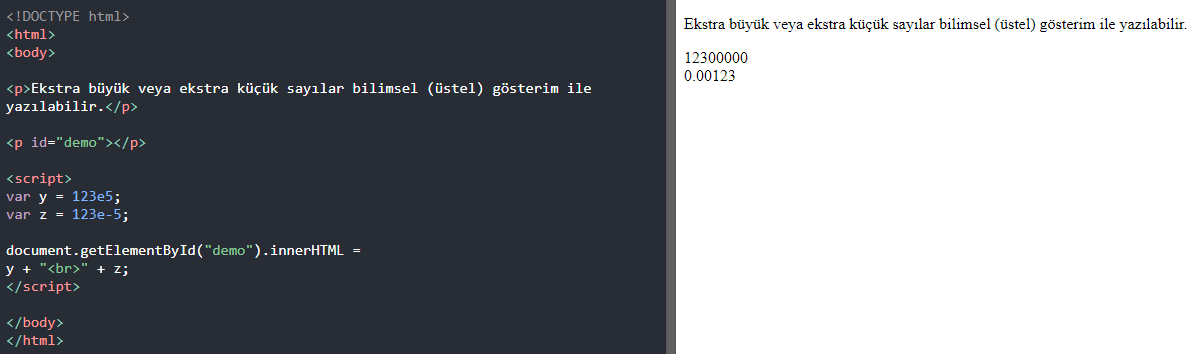 <!DOCTYPE html>
<html>
<body>
<p>Ekstra büyük veya ekstra küçük sayılar bilimsel (üstel) gösterim ile
yazılabilir.</p>
<p id="demo"></p>
<script>
var y = 123e5;
var z = 123e-5;
document.getElementById("demo").innerHTML =
y + "<br>" + z;
</script>
</body>
</html>
Ekstra büyük veya ekstra küçük sayılar bilimsel (üstel) gösterim ile yazılabilir.
12300000
0.00123